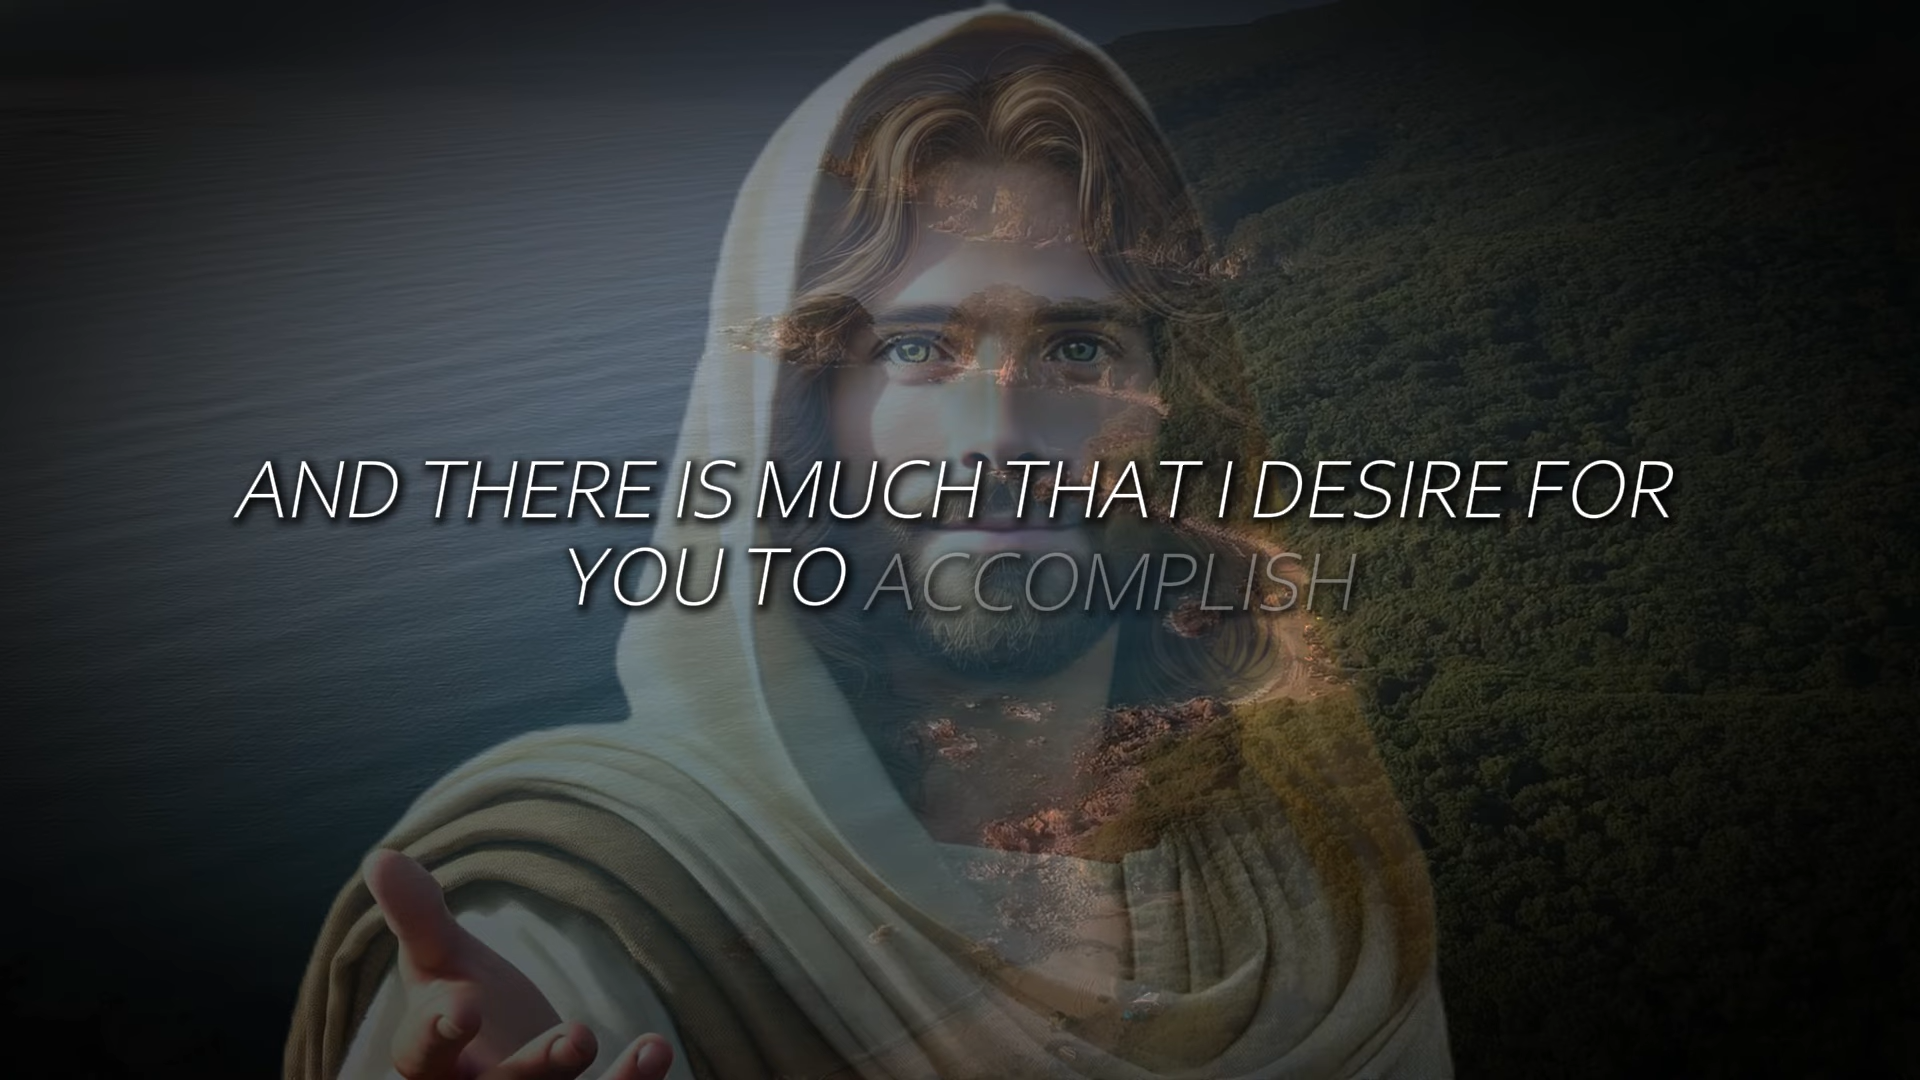 AND THERE IS MUCH THAT I DESIRE FOR
YOU TO ACCOMPLISH